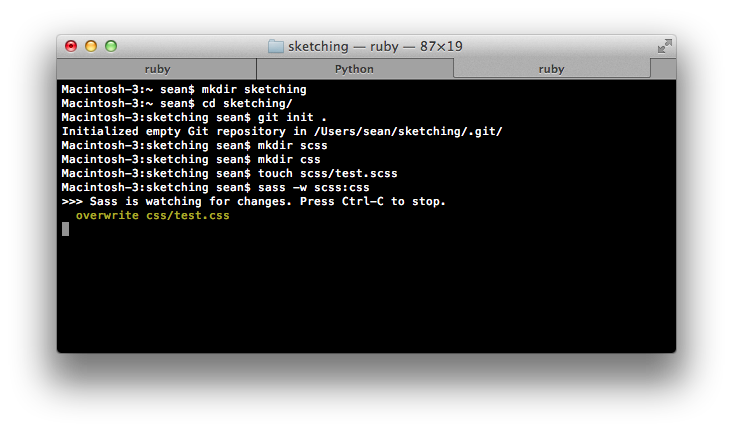 sketching — ruby — 87×19
ruby
Python
ruby
Macintosh-3:~ sean$ mkdir sketching
Macintosh-3:~ sean$ cd sketching/
Macintosh-3:sketching sean$ git init .
Initialized empty Git repository in /Users/sean/sketching/.git/
Macintosh-3:sketching sean$ mkdir scss
Macintosh-3:sketching sean$ mkdir css
Macintosh-3:sketching sean$ touch scss/test.scss
Macintosh-3:sketching sean$ sass -w scss:css
>>> Sass is watching for changes. Press Ctrl-C to stop.
  overwrite css/test.css